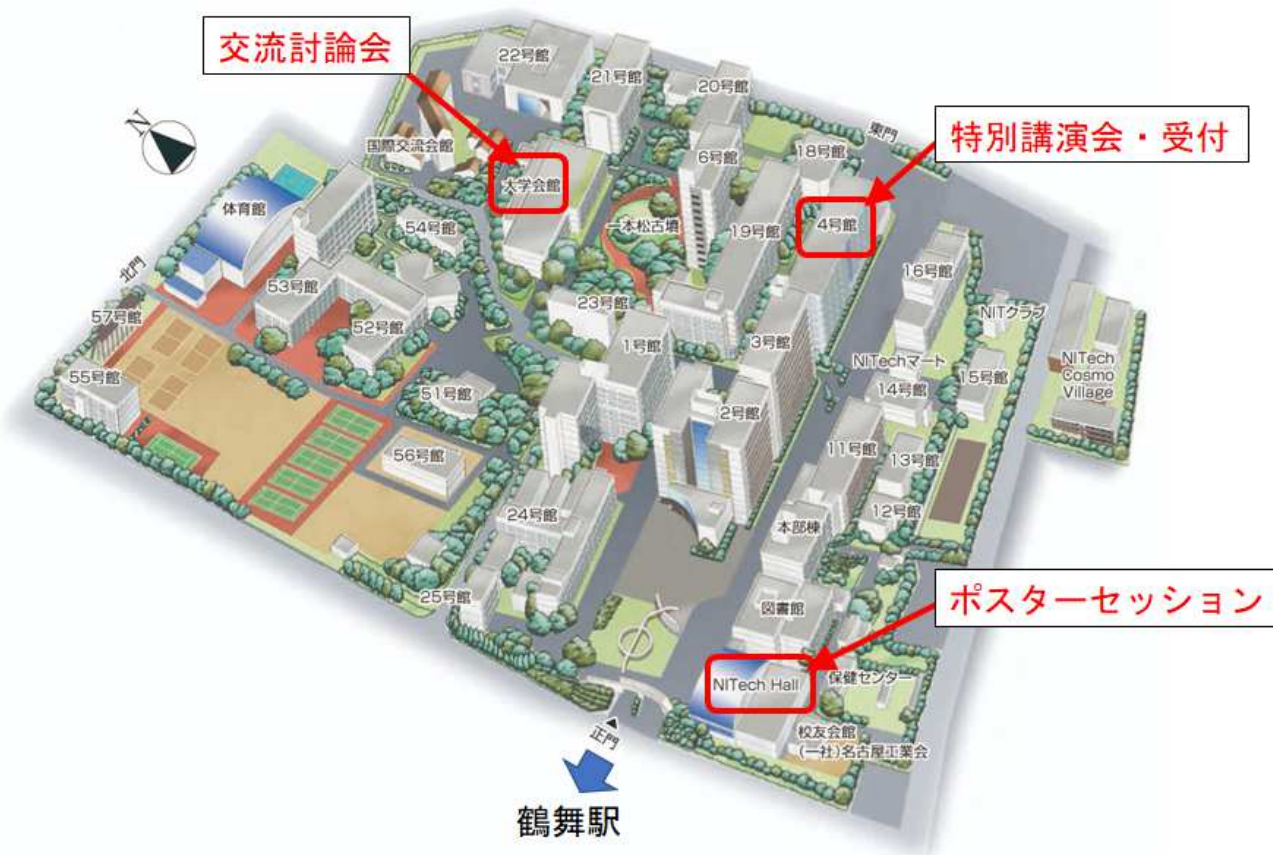 交流討論会
22号館
21号館
20号館
東門
特別講演会・受付
N
国際交流会館
大学会館
6号館
18号館
体育館
54号館
一本松古墳
19号館
4号館
北門
53号館
23号館
16号館
57号館
52号館
1号館
3号館
NITクラブ
NITechマート
NITech
Cosmo
Village
55号館
51号館
14号館
15号館
2号館
56号館
11号館
13号館
24号館
本部棟
12号館
25号館
図書館
ポスターセッション
NITech Hall
保健センター
正門
校友会館
(一社)名古屋工業会
鶴舞駅